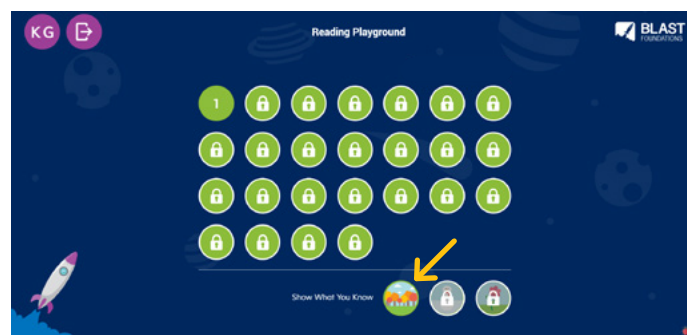 KG
Reading Playground
BLAST
FOUNDATIONS
1
Show What You Know